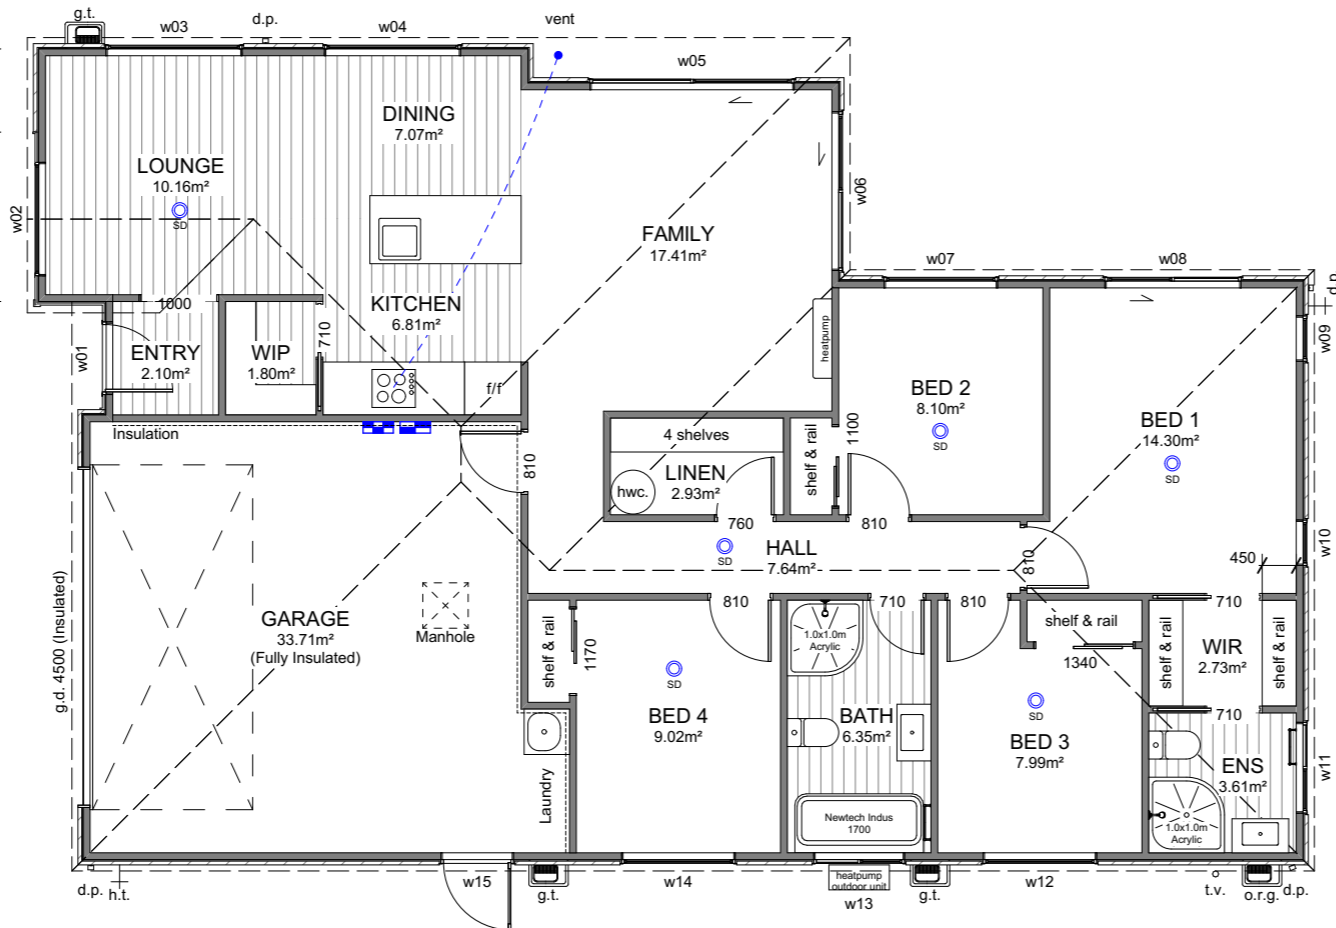 g.t.
w03
d.p.
w04
vent
w05
DINING
7.07m²
LOUNGE
10.16m²
SD
w02
w06
FAMILY
17.41m²
w07
w08
d.p.
1000
KITCHEN
6.81m²
710
w01
ENTRY
2.10m²
WIP
1.80m²
f/f
heatpump
w09
BED 2
8.10m²
SD
BED 1
14.30m²
SD
Insulation
4 shelves
LINEN
2.93m²
hwc.
shelf & rail
1100
810
760
810
SD
HALL
7.64m²
810
450
w10
g.d. 4500 (Insulated)
GARAGE
33.71m²
(Fully Insulated)
Manhole
shelf & rail
1170
810
710
810
710
1.0x1.0m
Acrylic
shelf & rail
1340
shelf & rail
WIR
2.73m²
shelf & rail
SD
BED 4
9.02m²
BATH
6.35m²
SD
BED 3
7.99m²
710
ENS
3.61m²
w11
Laundry
Newtech Indus
1700
1.0x1.0m
Acrylic
d.p.
h.t.
w15
g.t.
w14
heatpump
outdoor unit
w13
g.t.
w12
t.v.
o.r.g.
d.p.